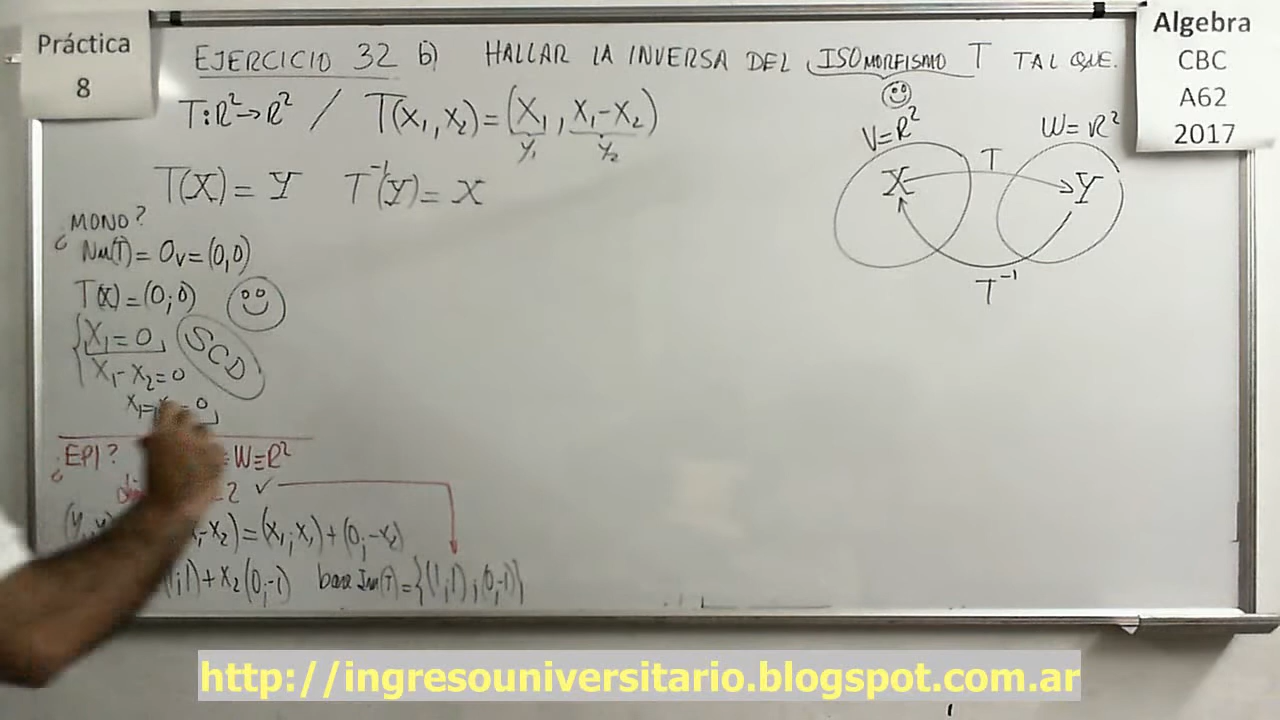 Práctica
8
Algebra
CBC
A62
2017
EJERCICIO 32 b) HALLAR LA INVERSA DEL ISOMORFISMO T TAL QUE.
T:R²→R² / T(X₁,X₂)=(X₁,X₁-X₂)
y₁ y₂
T(X)=Y T⁻¹(Y)=X
V=R² W=R²
X T Y
T⁻¹
¿MONO?
Nu(T)=Oᵥ=(0,0)
T(x)=(0;0)
X₁=0
SCD
X₁-X₂=0
¿EPI? W=R²
=2 ✓
-X₂)=(X₁;X₁)+(0;-X₂)
;1)+X₂(0;-1) base Im(T)={(1;1);(0;-1)}
http://ingresouniversitario.blogspot.com.ar